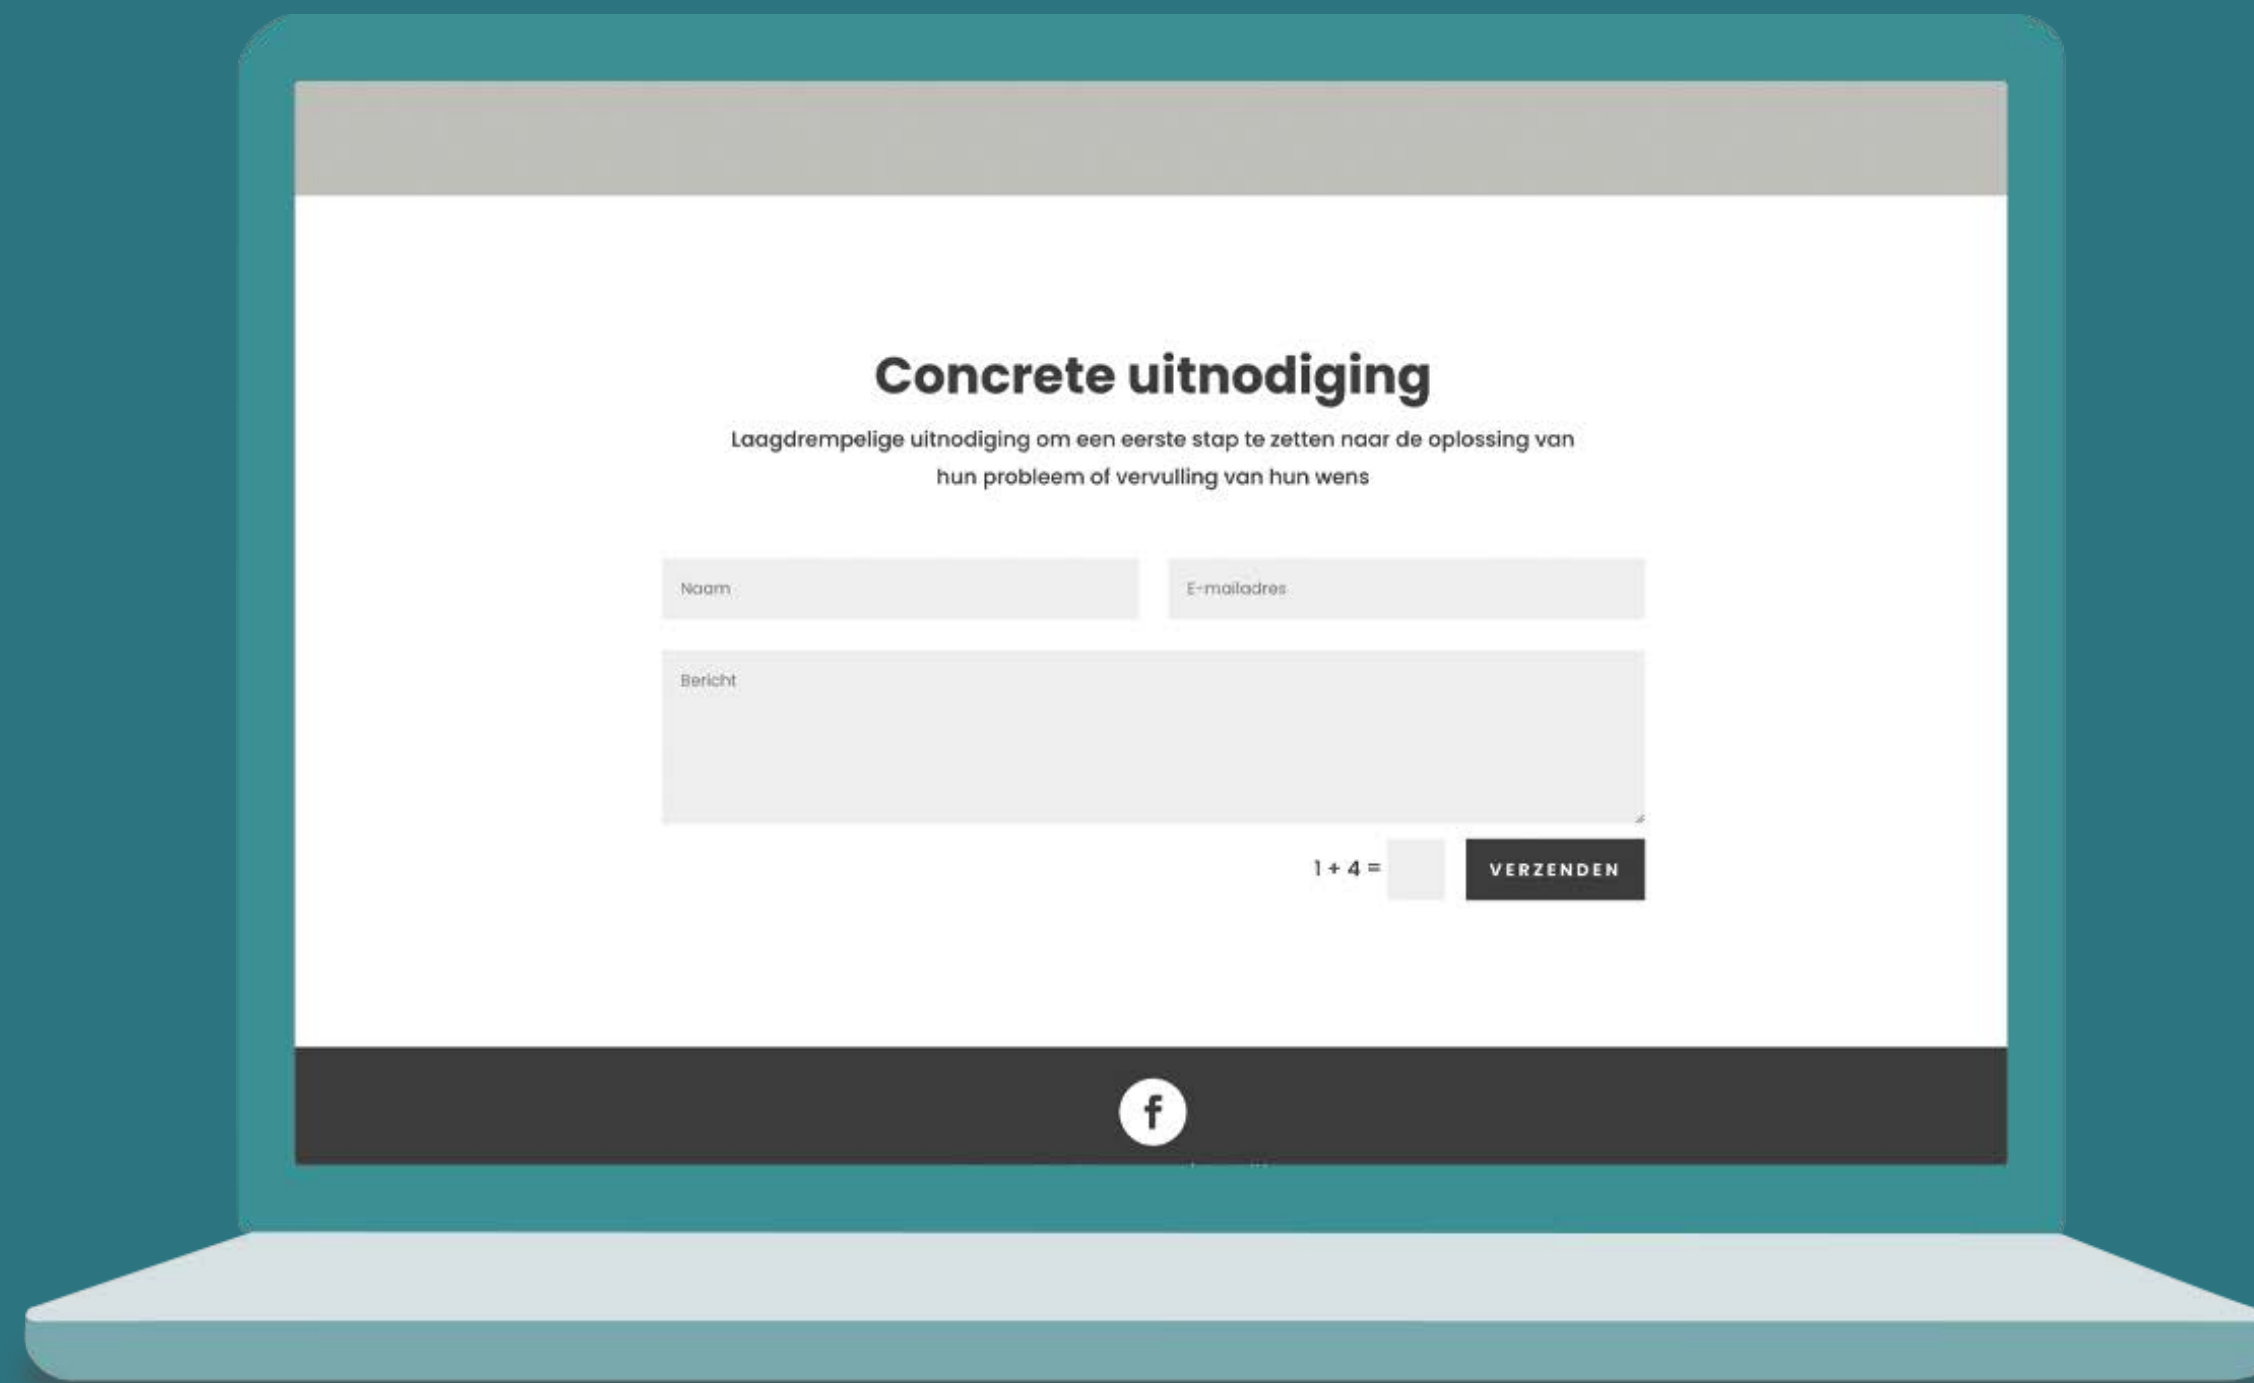 Concrete uitnodiging
Laagdrempelige uitnodiging om een eerste stap te zetten naar de oplossing van
hun probleem of vervulling van hun wens
Naam
E-mailadres
Bericht
1 + 4 =
VERZENDEN
f